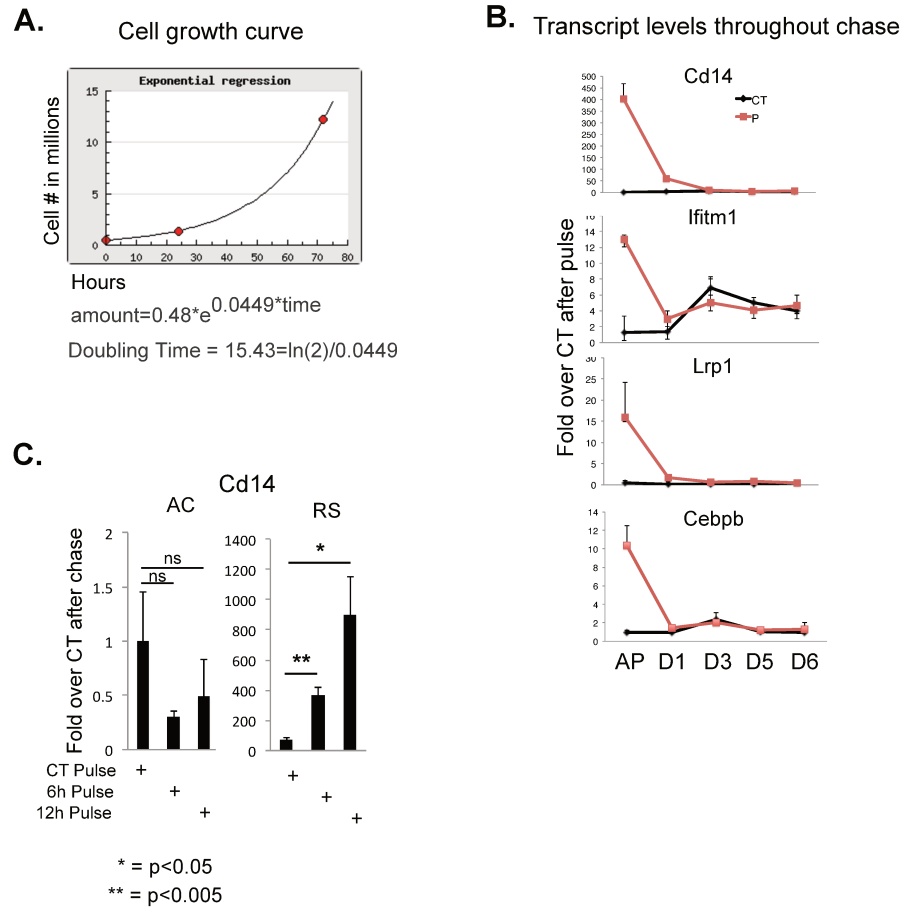 A.
Cell growth curve
Exponential regression
Cell # in millions
15
10
5
0
0 10 20 30 40 50 60 70 80
Hours
amount=0.48*e0.0449*time
Doubling Time = 15.43=ln(2)/0.0449
B.
Transcript levels throughout chase
Fold over CT after pulse
Cd14
CT
P
500
450
400
350
300
250
200
150
100
50
0
Ifitm1
16
14
12
10
8
6
4
2
0
Lrp1
30
25
20
15
10
5
0
Cebpb
14
12
10
8
6
4
2
0
AP D1 D3 D5 D6
C.
Cd14
AC
RS
Fold over CT after chase
2
1.5
1
0.5
0
ns
ns
1400
1200
1000
800
600
400
200
0
*
**
CT Pulse + +
6h Pulse + +
12h Pulse + +
* = p<0.05
** = p<0.005